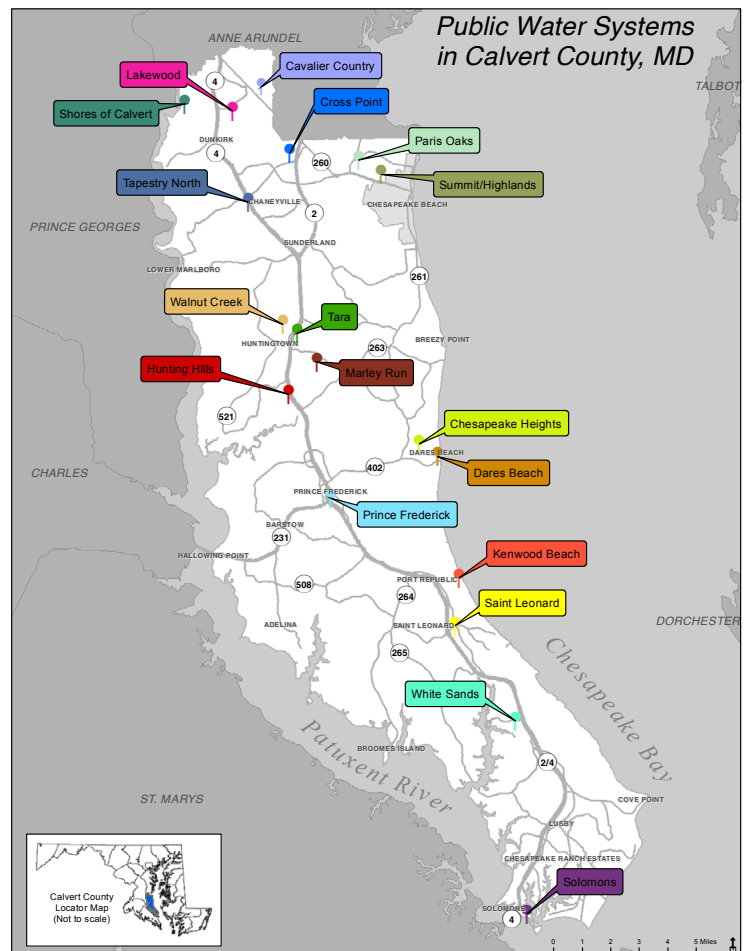 Public Water Systems
in Calvert County, MD
ANNE ARUNDEL
TALBOT
Cavalier Country
Lakewood
4
Cross Point
Shores of Calvert
DUNKIRK
4
260
Paris Oaks
Summit/Highlands
Tapestry North
CHANEYVILLE
CHESAPEAKE BEACH
2
PRINCE GEORGES
SUNDERLAND
LOWER MARLBORO
261
Walnut Creek
Tara
HUNTINGTOWN
263
BREEZY POINT
Hunting Hills
Marley Run
521
Chesapeake Heights
DARES BEACH
CHARLES
402
Dares Beach
PRINCE FREDERICK
Prince Frederick
BARSTOW
231
HALLOWING POINT
Kenwood Beach
508
PORT REPUBLIC
264
Saint Leonard
ADELINA
SAINT LEONARD
DORCHESTER
265
Chesapeake Bay
White Sands
Patuxent River
BROOMES ISLAND
2/4
ST. MARYS
COVE POINT
LUSBY
CHESAPEAKE RANCH ESTATES
Solomons
SOLOMONS
4
Calvert County
Locator Map
(Not to scale)
0 1 2 3 4 5 Miles